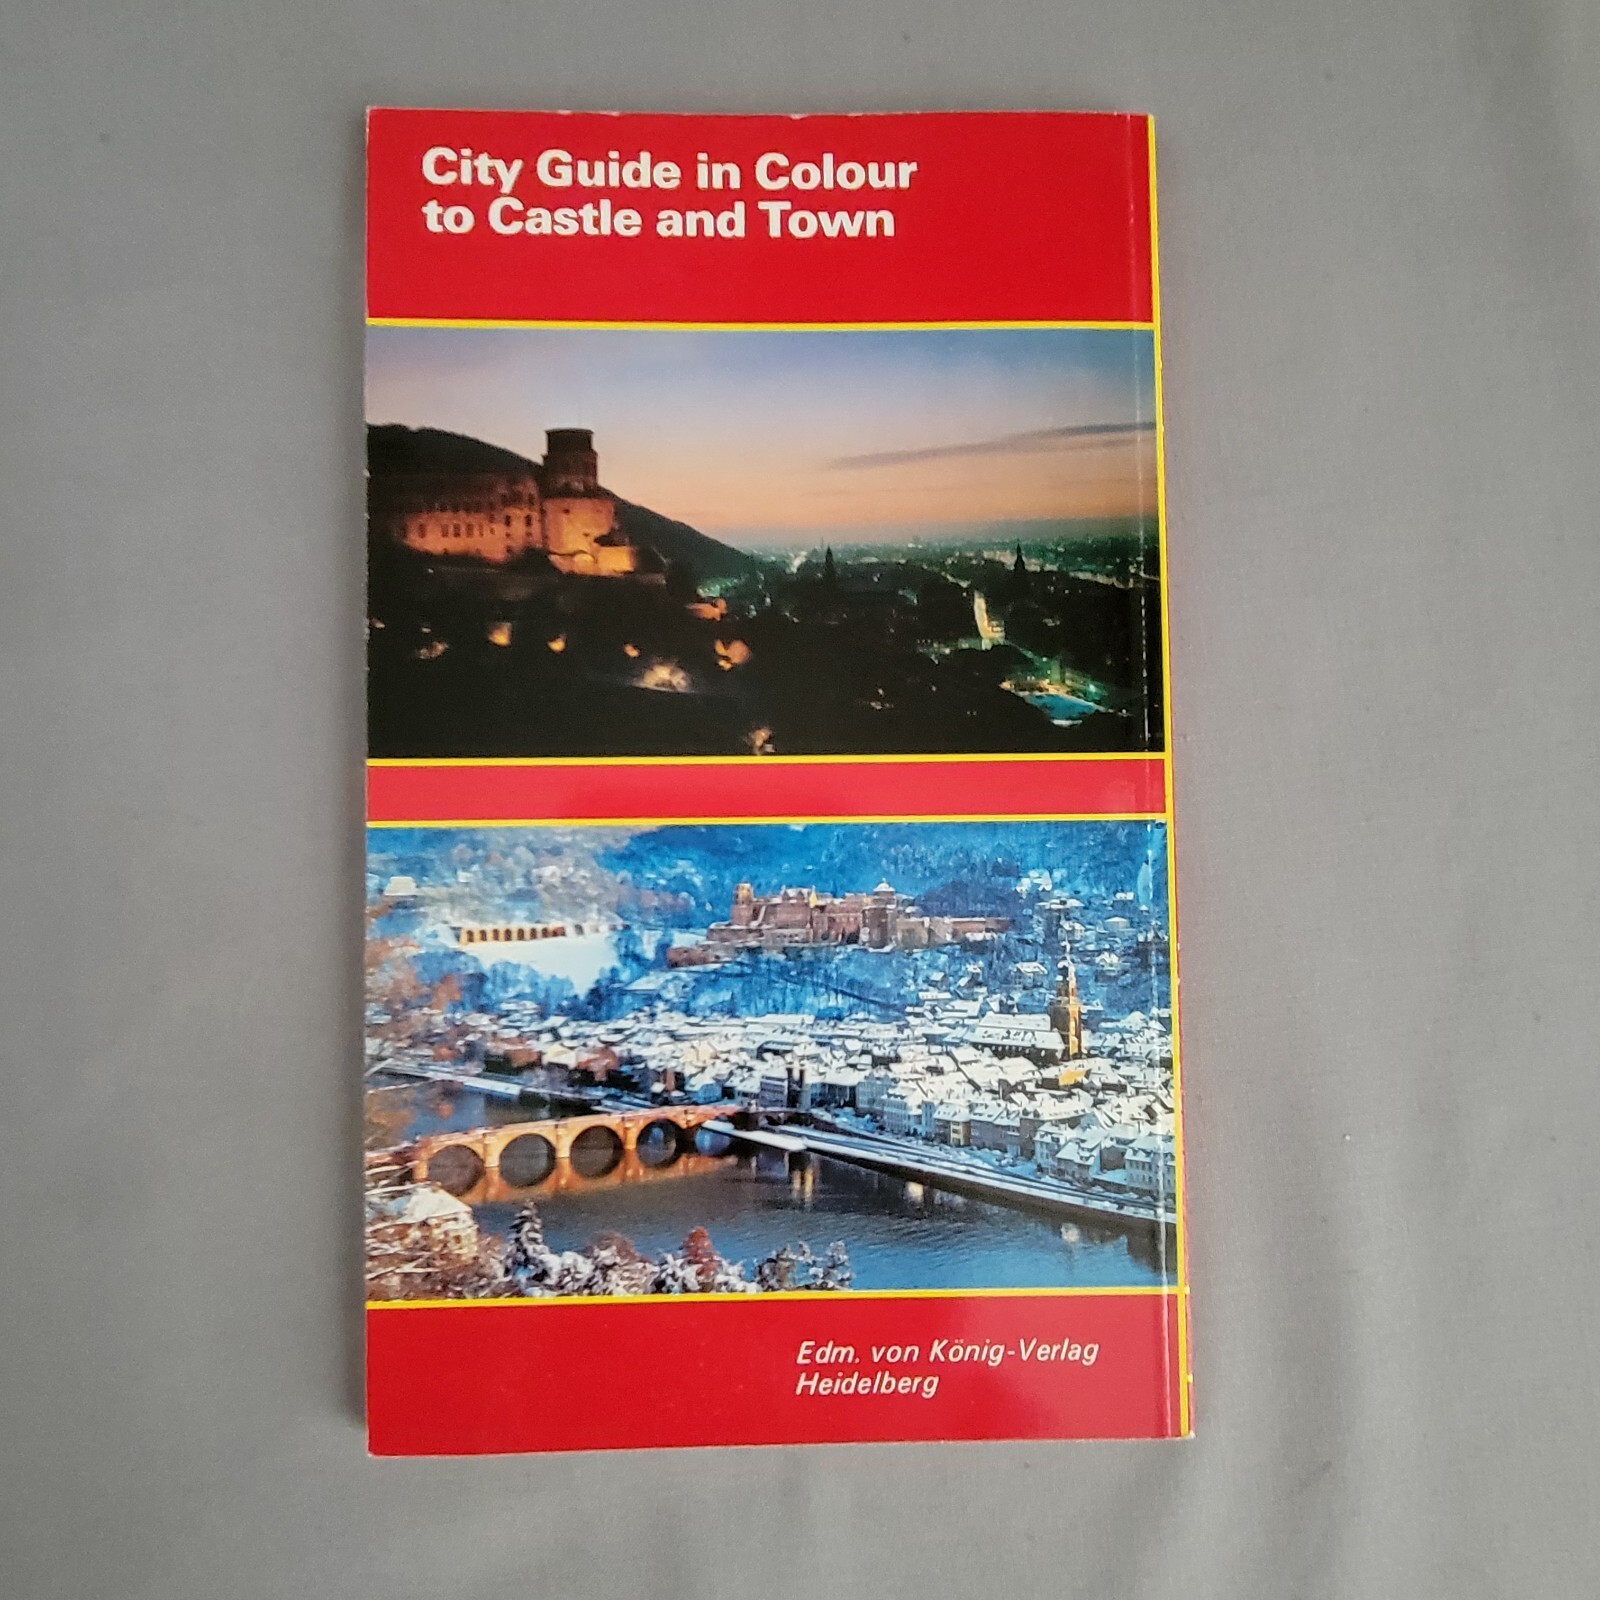 City Guide in Colour
to Castle and Town
Edm. von König-Verlag
Heidelberg